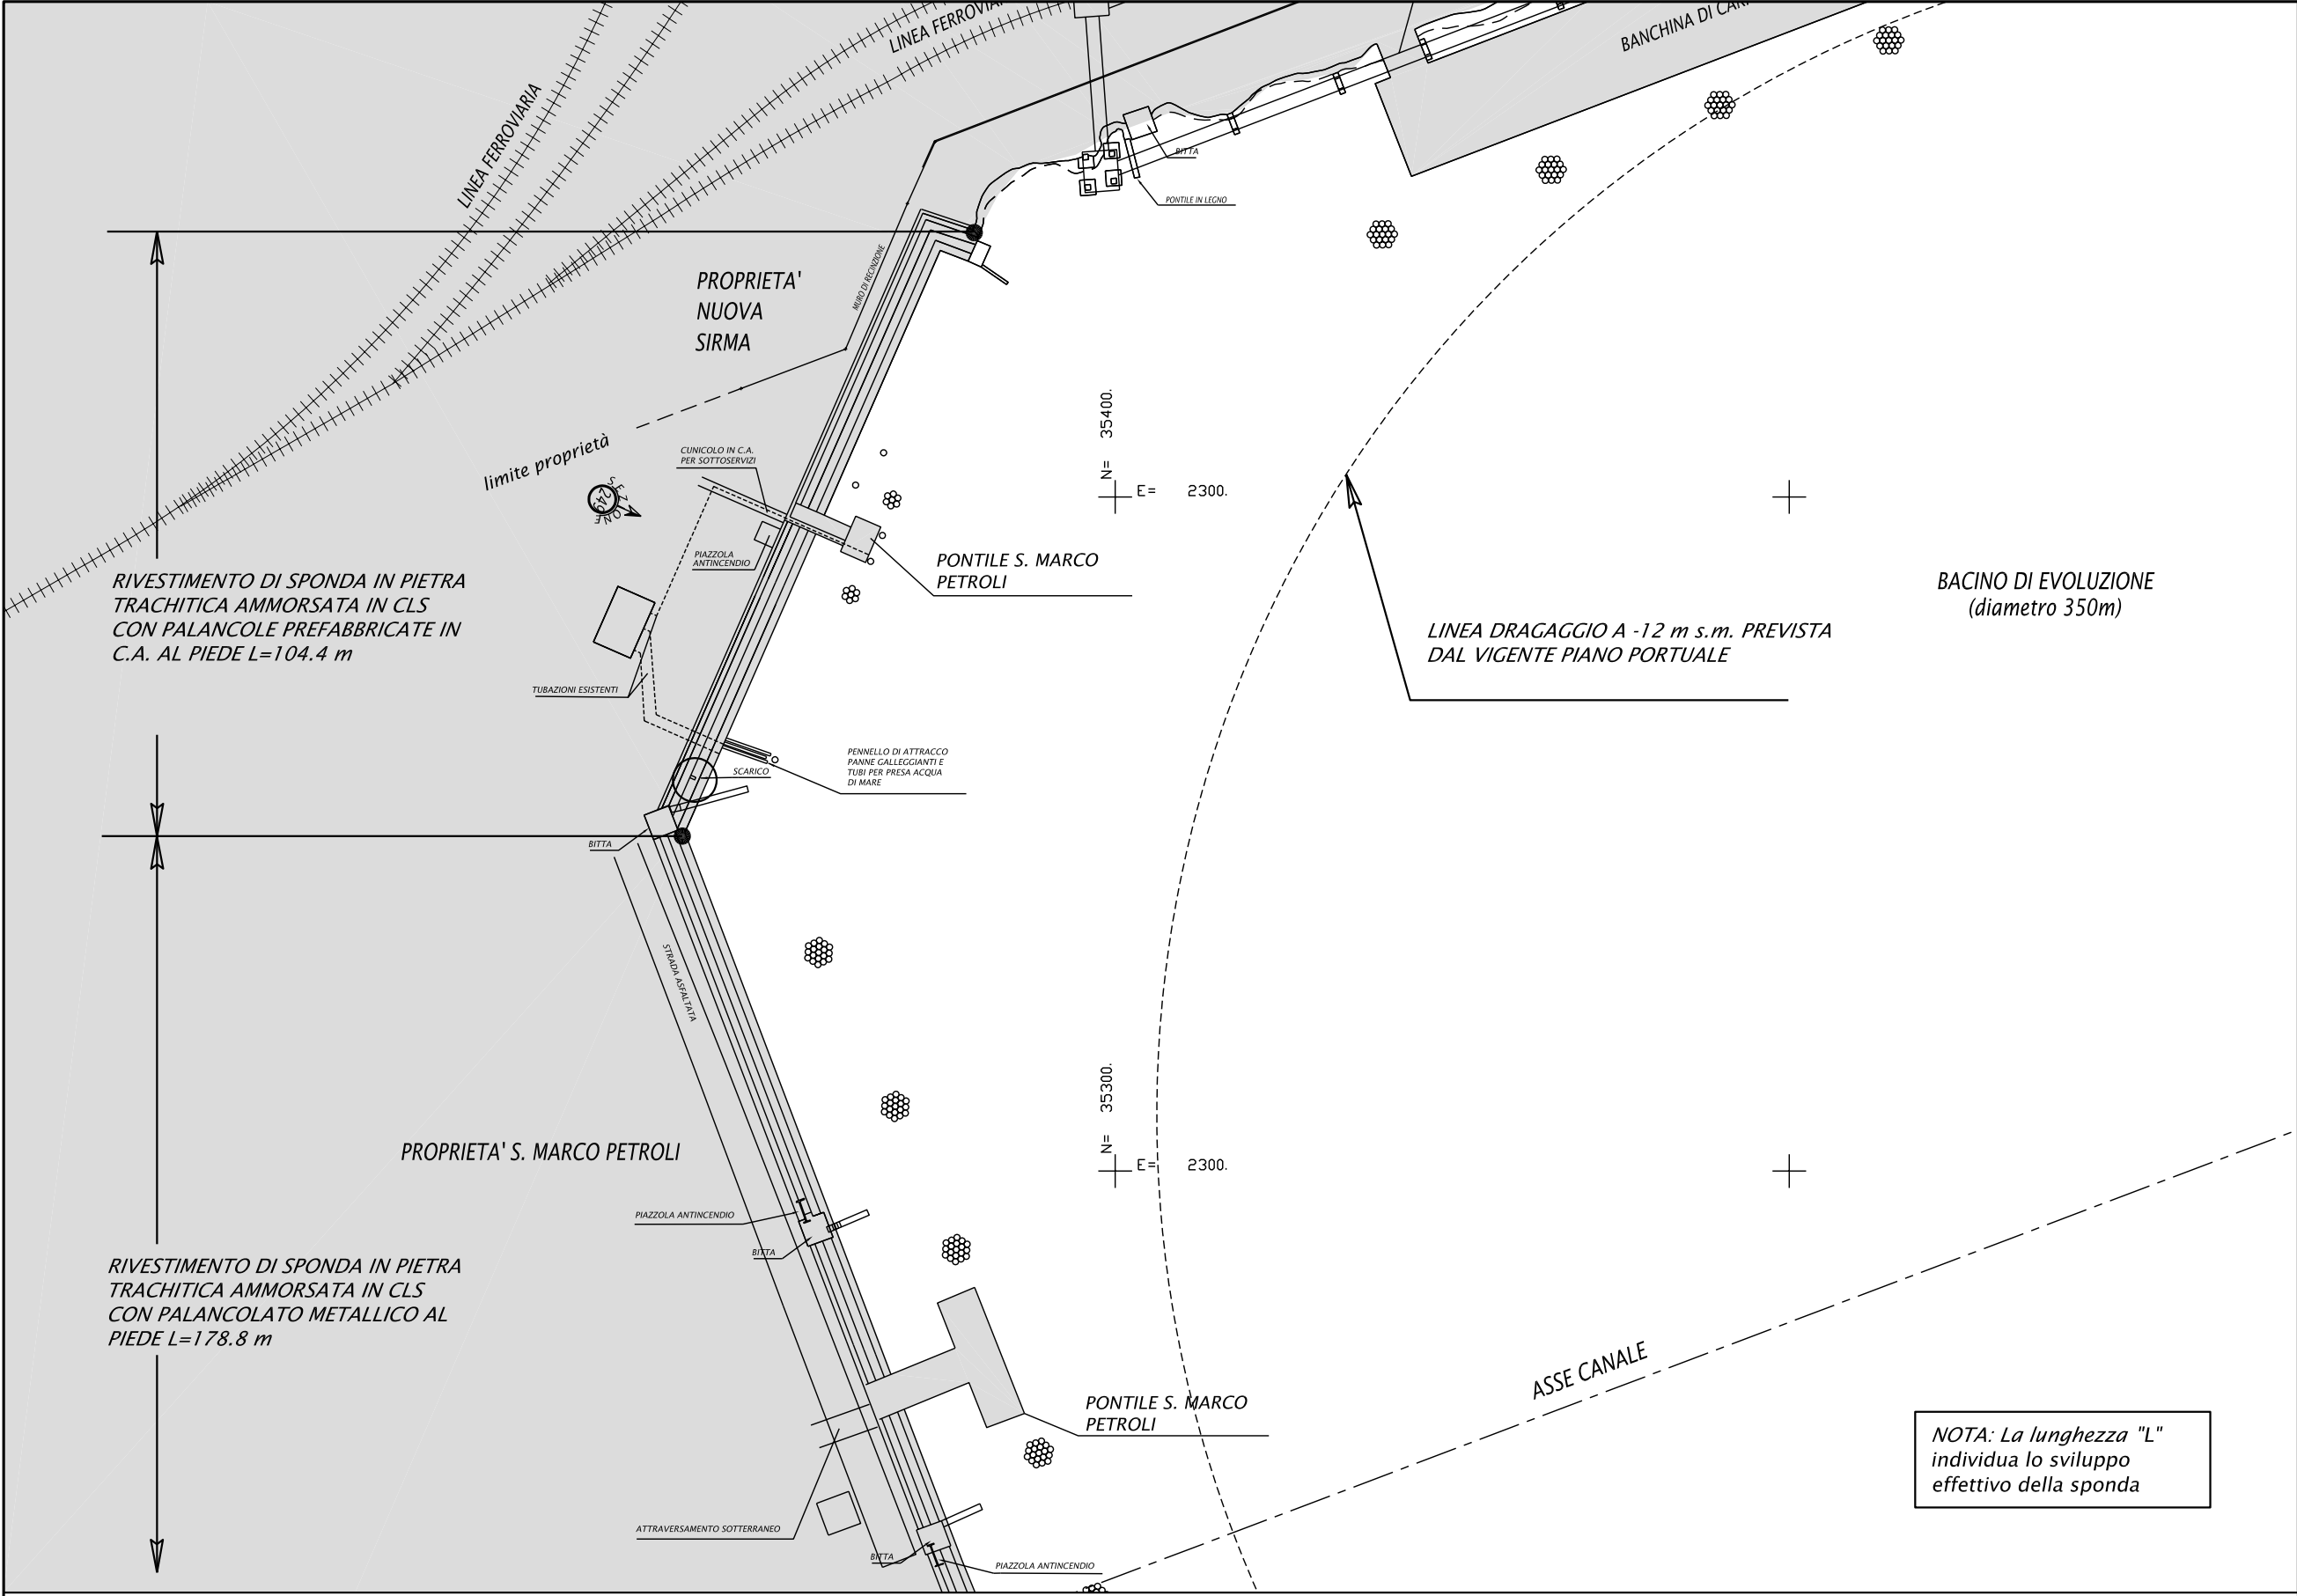 LINEA FERROVIARIA
BANCHINA DI
LINEA FERROVIARIA
BITTA
PONTILE IN LEGNO
MURO DI RECINZIONE
PROPRIETA'
NUOVA
SIRMA
limite proprietà
CUNICOLO IN C.A.
PER SOTTOSERVIZI
SEZIONE
N= 35400.
E= 2300.
PIAZZOLA
ANTINCENDIO
PONTILE S. MARCO
PETROLI
RIVESTIMENTO DI SPONDA IN PIETRA
TRACHITICA AMMORSATA IN CLS
CON PALANCOLE PREFABBRICATE IN
C.A. AL PIEDE L=104.4 m
BACINO DI EVOLUZIONE
(diametro 350m)
LINEA DRAGAGGIO A -12 m s.m. PREVISTA
DAL VIGENTE PIANO PORTUALE
TUBAZIONI ESISTENTI
PENNELLO DI ATTRACCO
PANNE GALLEGGIANTI E
TUBI PER PRESA ACQUA
DI MARE
SCARICO
BITTA
STRADA ASFALTATA
N= 35300.
E= 2300.
PROPRIETA' S. MARCO PETROLI
PIAZZOLA ANTINCENDIO
BITTA
RIVESTIMENTO DI SPONDA IN PIETRA
TRACHITICA AMMORSATA IN CLS
CON PALANCOLATO METALLICO AL
PIEDE L=178.8 m
ASSE CANALE
PONTILE S. MARCO
PETROLI
NOTA: La lunghezza "L"
individua lo sviluppo
effettivo della sponda
ATTRAVERSAMENTO SOTTERRANEO
BITTA
PIAZZOLA ANTINCENDIO